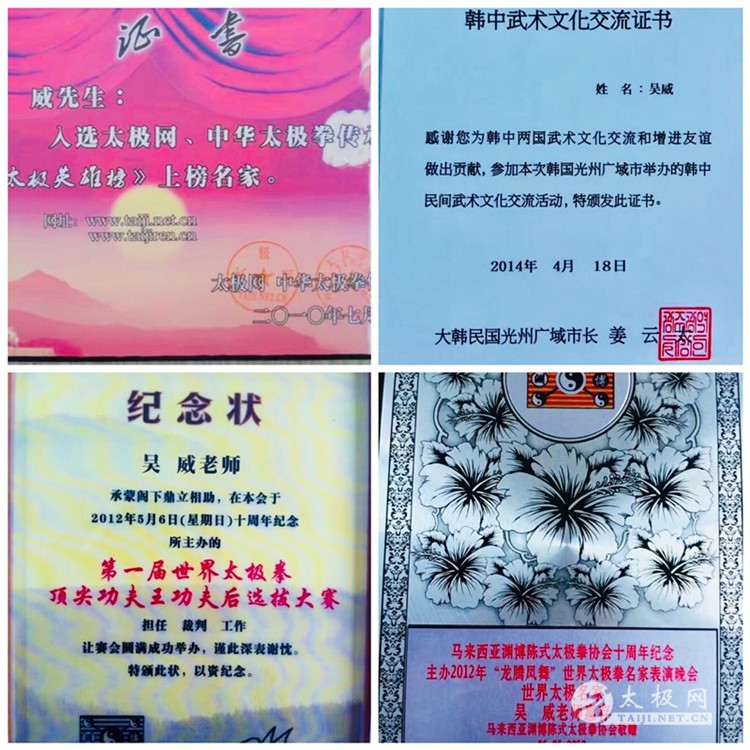 证书
威先生：
入选太极网、中华太极拳传
太极英雄榜》上榜名家。
网址：www.taiji.net.cn
www.taijiren.cn
太极网 中华太极拳
二〇一〇年七月
韩中武术文化交流证书
姓 名：吴威
感谢您为韩中两国武术文化交流和增进友谊
做出贡献，参加本次韩国光州广域市举办的韩中
民间武术文化交流活动，特颁发此证书。
2014年 4月 18日
大韩民国光州广域市长 姜 云 太
纪念状
吴 威老师
承蒙阁下鼎立相助，在本会于
2012年5月6日(星期日)十周年纪念
所主办的
第一届世界太极拳
顶尖功夫王功夫后选拔大赛
担任 裁判 工作
让赛会圆满成功举办，谨此深表谢忱。
特颁此状，以资纪念。
马来西亚渊博陈式太极拳协会十周年纪念
主办2012年“龙腾凤舞”世界太极拳名家表演晚会
世界太极
吴 威老师
马来西亚渊博陈式太极拳协会敬赠
太极网
TAIJI.NET.CN